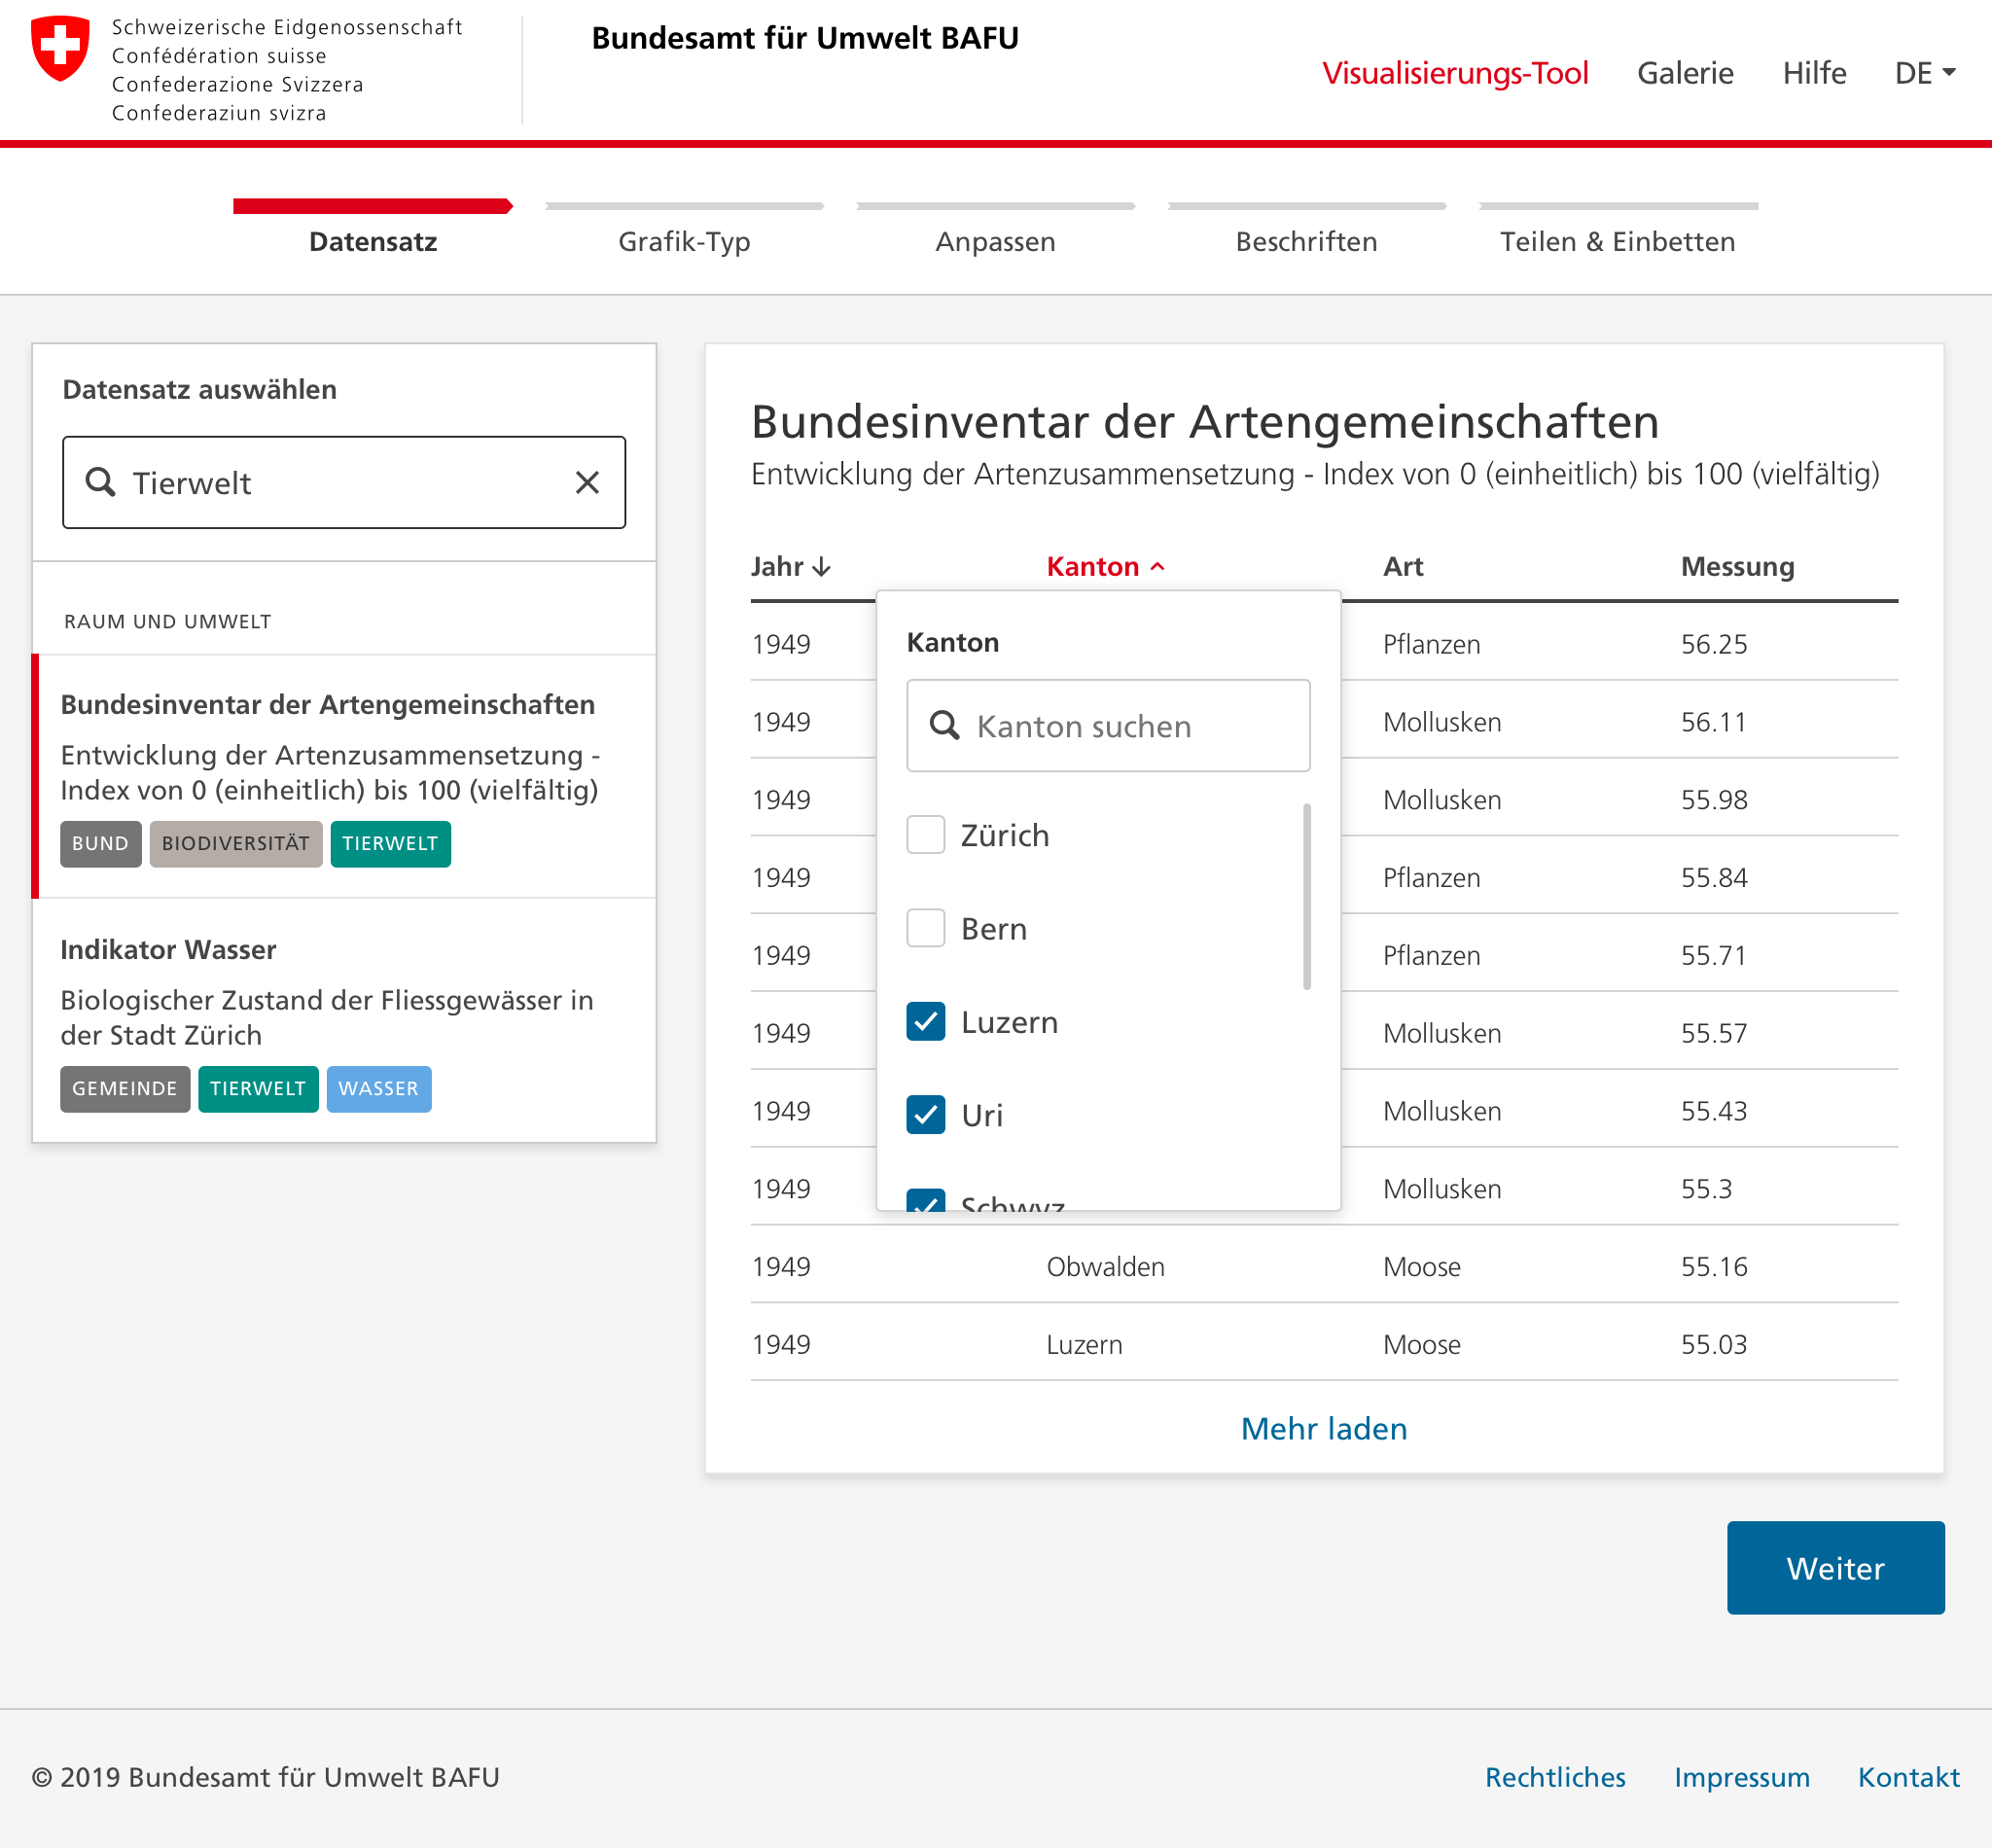 Schweizerische Eidgenossenschaft
Confédération suisse
Confederazione Svizzera
Confederaziun svizra
Bundesamt für Umwelt BAFU
Visualisierungs-Tool Galerie Hilfe DE
Datensatz Grafik-Typ Anpassen Beschriften Teilen & Einbetten
Datensatz auswählen
Tierwelt
RAUM UND UMWELT
Bundesinventar der Artengemeinschaften
Entwicklung der Artenzusammensetzung -
Index von 0 (einheitlich) bis 100 (vielfältig)
BUND BIODIVERSITÄT TIERWELT
Indikator Wasser
Biologischer Zustand der Fliessgewässer in
der Stadt Zürich
GEMEINDE TIERWELT WASSER
Bundesinventar der Artengemeinschaften
Entwicklung der Artenzusammensetzung - Index von 0 (einheitlich) bis 100 (vielfältig)
Jahr Kanton Art Messung
1949 Pflanzen 56.25
1949 Mollusken 56.11
1949 Mollusken 55.98
1949 Pflanzen 55.84
1949 Pflanzen 55.71
1949 Mollusken 55.57
1949 Mollusken 55.43
1949 Mollusken 55.3
1949 Obwalden Moose 55.16
1949 Luzern Moose 55.03
Kanton
Kanton suchen
Zürich
Bern
Luzern
Uri
Schwyz
Mehr laden
Weiter
© 2019 Bundesamt für Umwelt BAFU
Rechtliches Impressum Kontakt